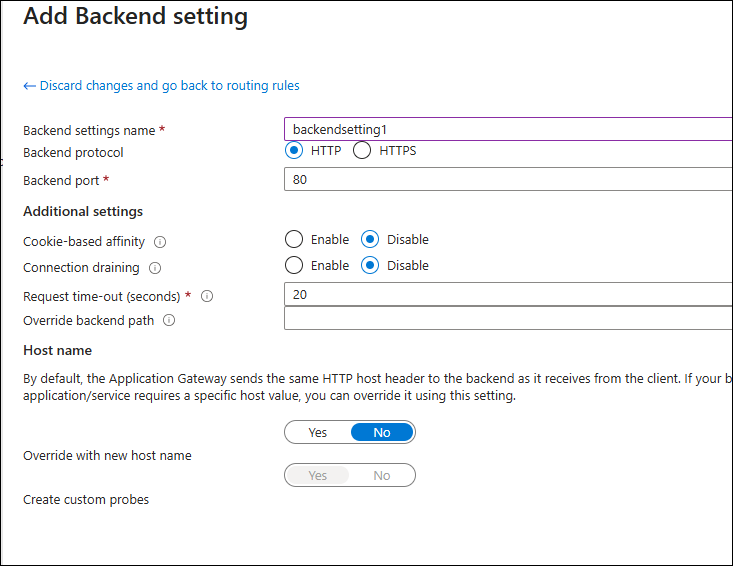 Add Backend setting
← Discard changes and go back to routing rules
Backend settings name * backendsetting1
Backend protocol HTTP HTTPS
Backend port * 80
Additional settings
Cookie-based affinity Enable Disable
Connection draining Enable Disable
Request time-out (seconds) * 20
Override backend path
Host name
By default, the Application Gateway sends the same HTTP host header to the backend as it receives from the client. If your b
application/service requires a specific host value, you can override it using this setting.
Yes No
Override with new host name
Yes No
Create custom probes